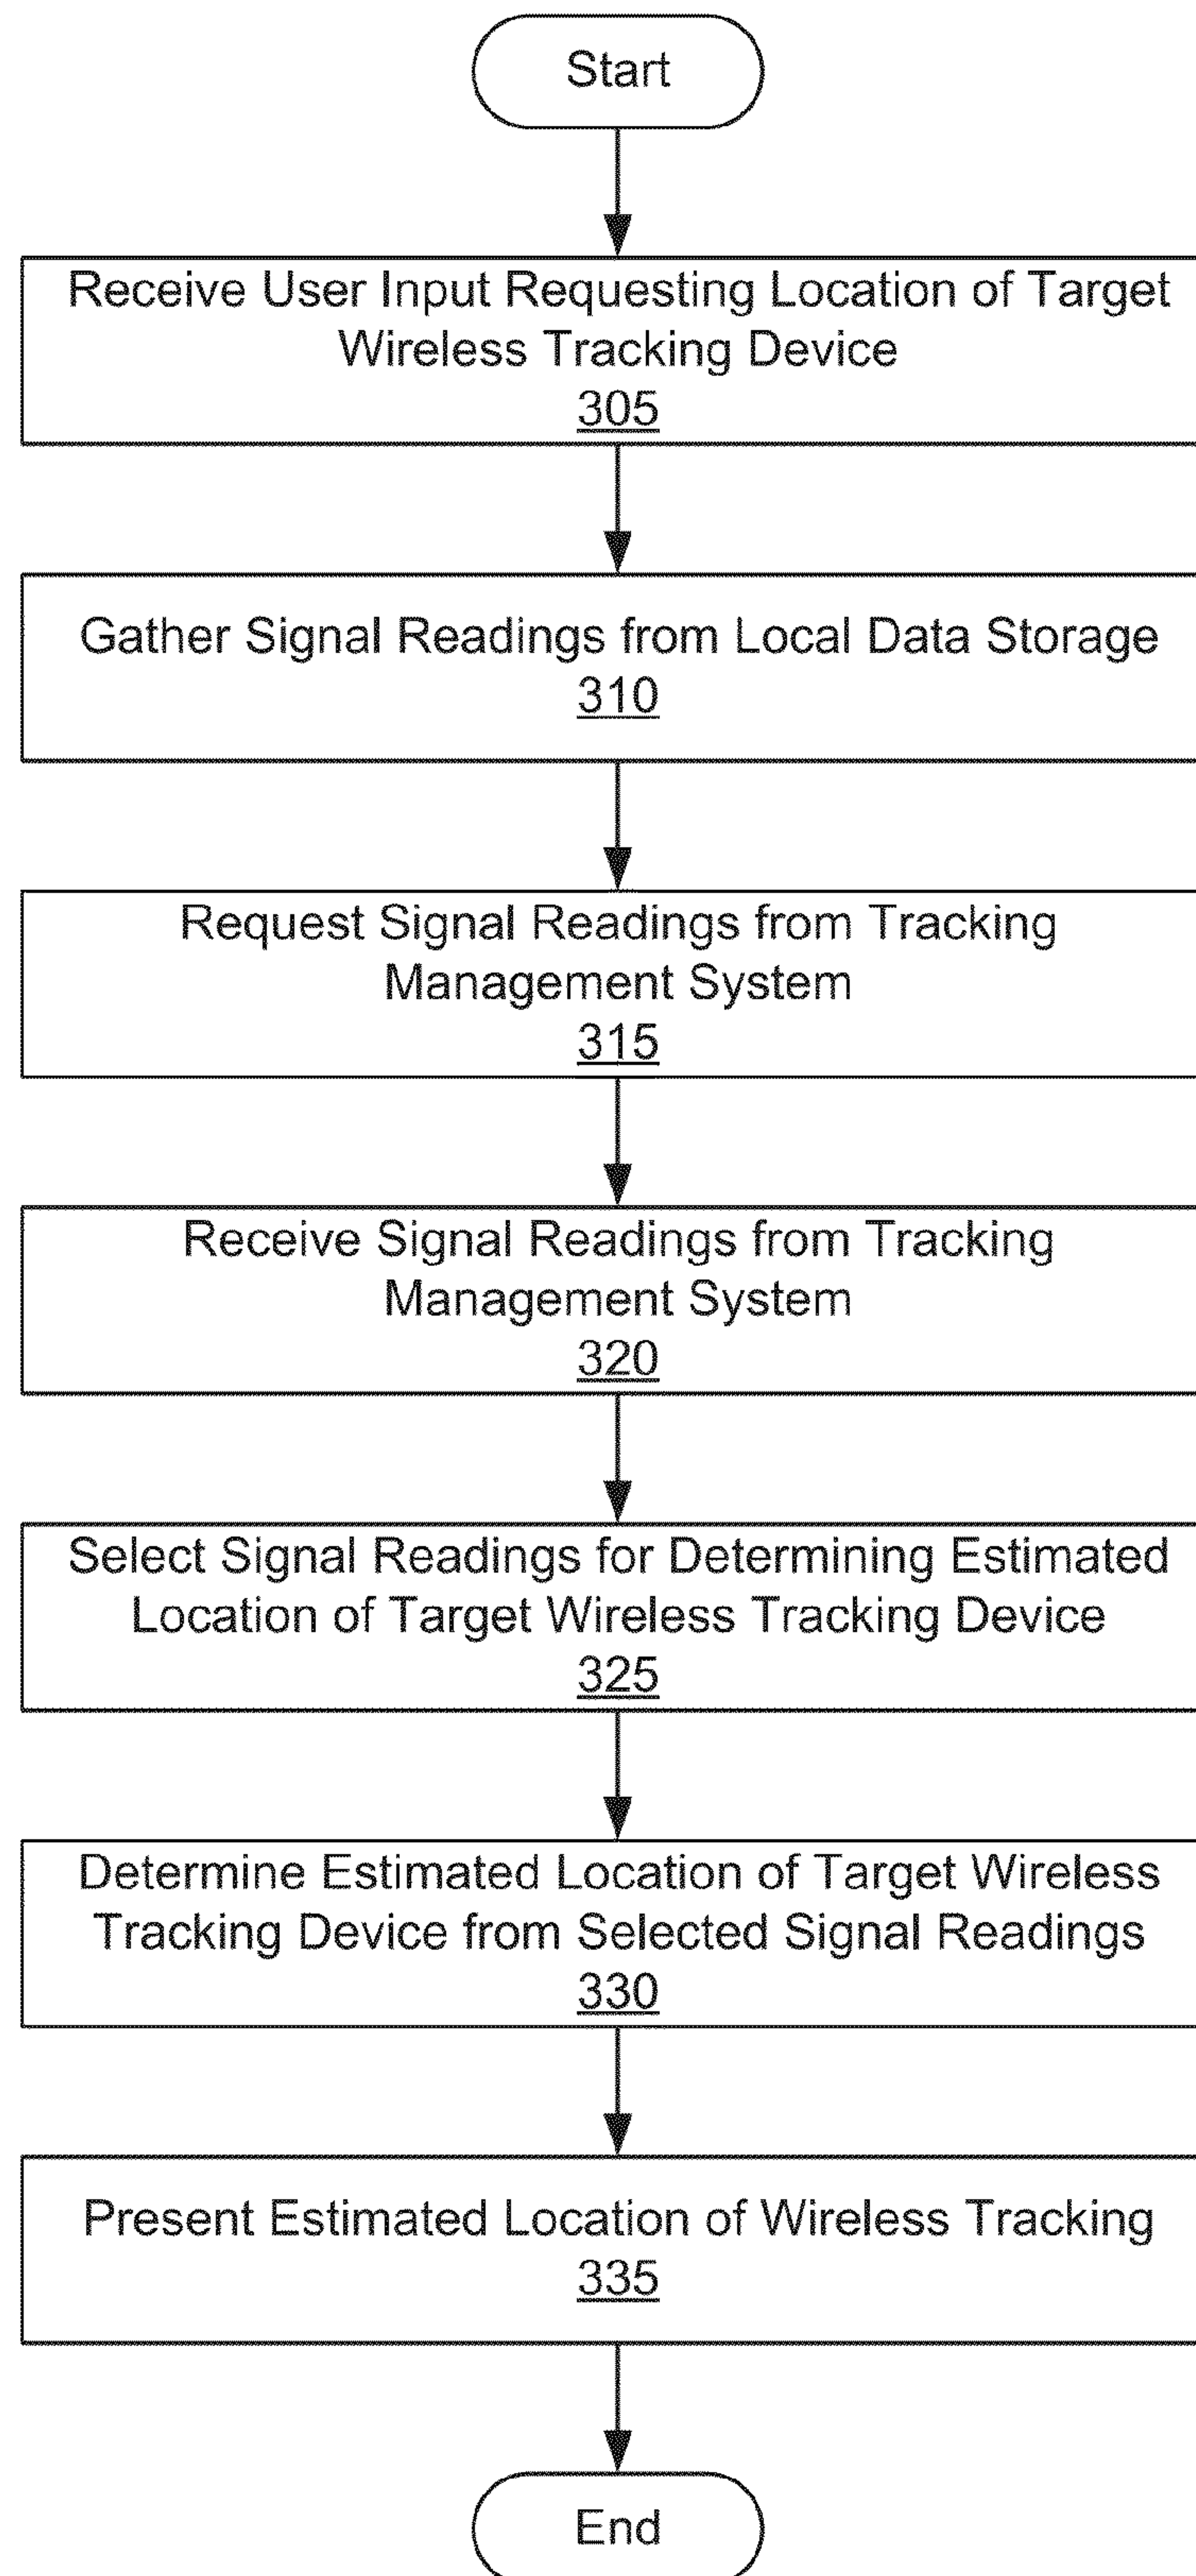 Start
Receive User Input Requesting Location of Target
Wireless Tracking Device
305
Gather Signal Readings from Local Data Storage
310
Request Signal Readings from Tracking
Management System
315
Receive Signal Readings from Tracking
Management System
320
Select Signal Readings for Determining Estimated
Location of Target Wireless Tracking Device
325
Determine Estimated Location of Target Wireless
Tracking Device from Selected Signal Readings
330
Present Estimated Location of Wireless Tracking
335
End